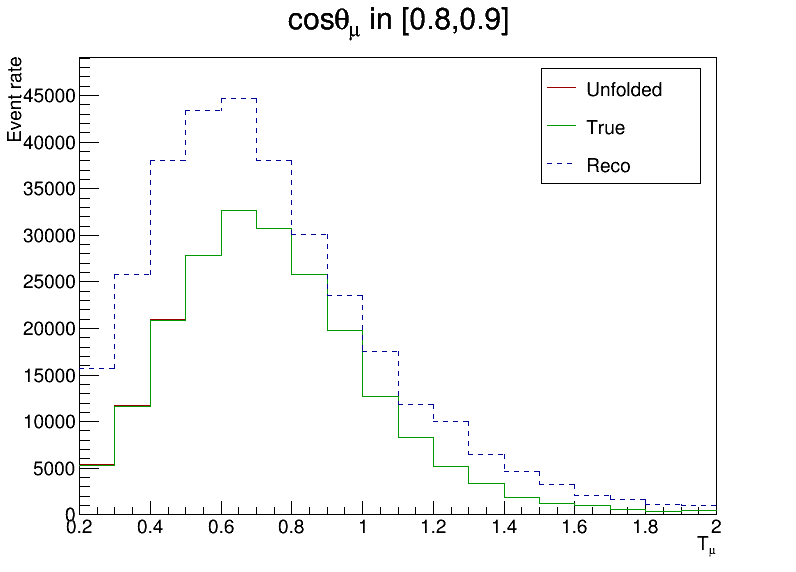 cosθμ in [0.8,0.9]
Event rate
45000
40000
35000
30000
25000
20000
15000
10000
5000
0
Unfolded
True
Reco
0.2 0.4 0.6 0.8 1 1.2 1.4 1.6 1.8 2
Tμ